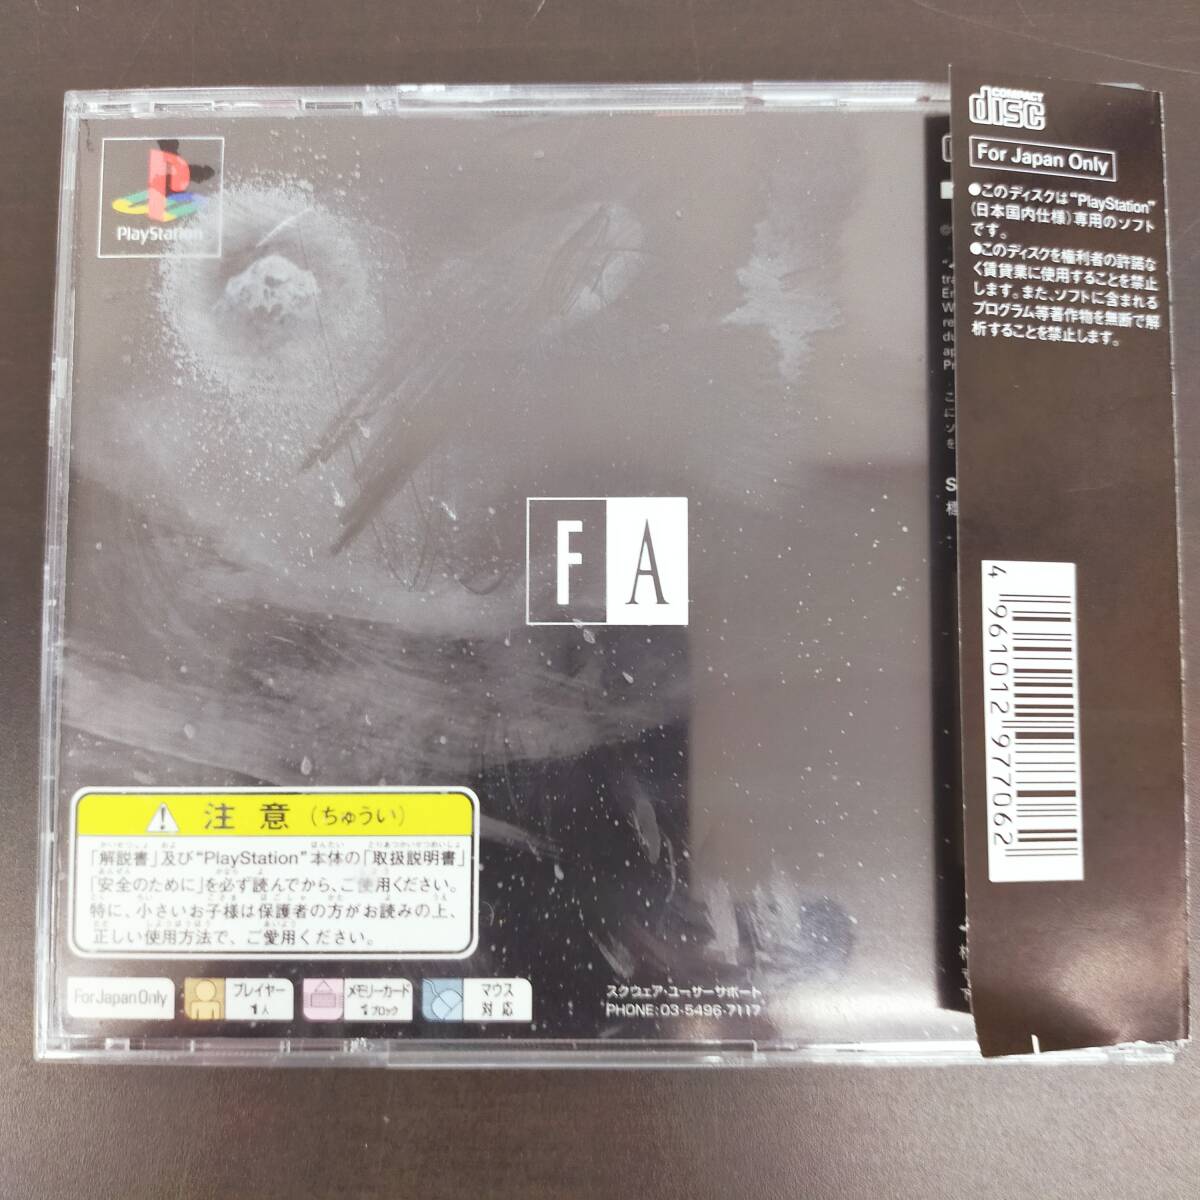 PlayStation
F A
注意(ちゅうい)
「解説書」及び“PlayStation”本体の「取扱説明書」
「安全のために」を必ず読んでから、ご使用ください。
特に、小さいお子様は保護者の方がお読みの上、
正しい使用方法で、ご愛用ください。
For Japan Only
プレイヤー
1人
メモリーカード
1ブロック
マウス
対応
スクウェア・ユーザーサポート
PHONE:03-5496-7117
COMPACT
disc
For Japan Only
●このディスクは“PlayStation”
(日本国内仕様)専用のソフト
です。
●このディスクを権利者の許諾な
く賃貸業に使用することを禁止
します。また、ソフトに含まれる
プログラム等著作物を無断で解
析することを禁止します。
4 961012 977062